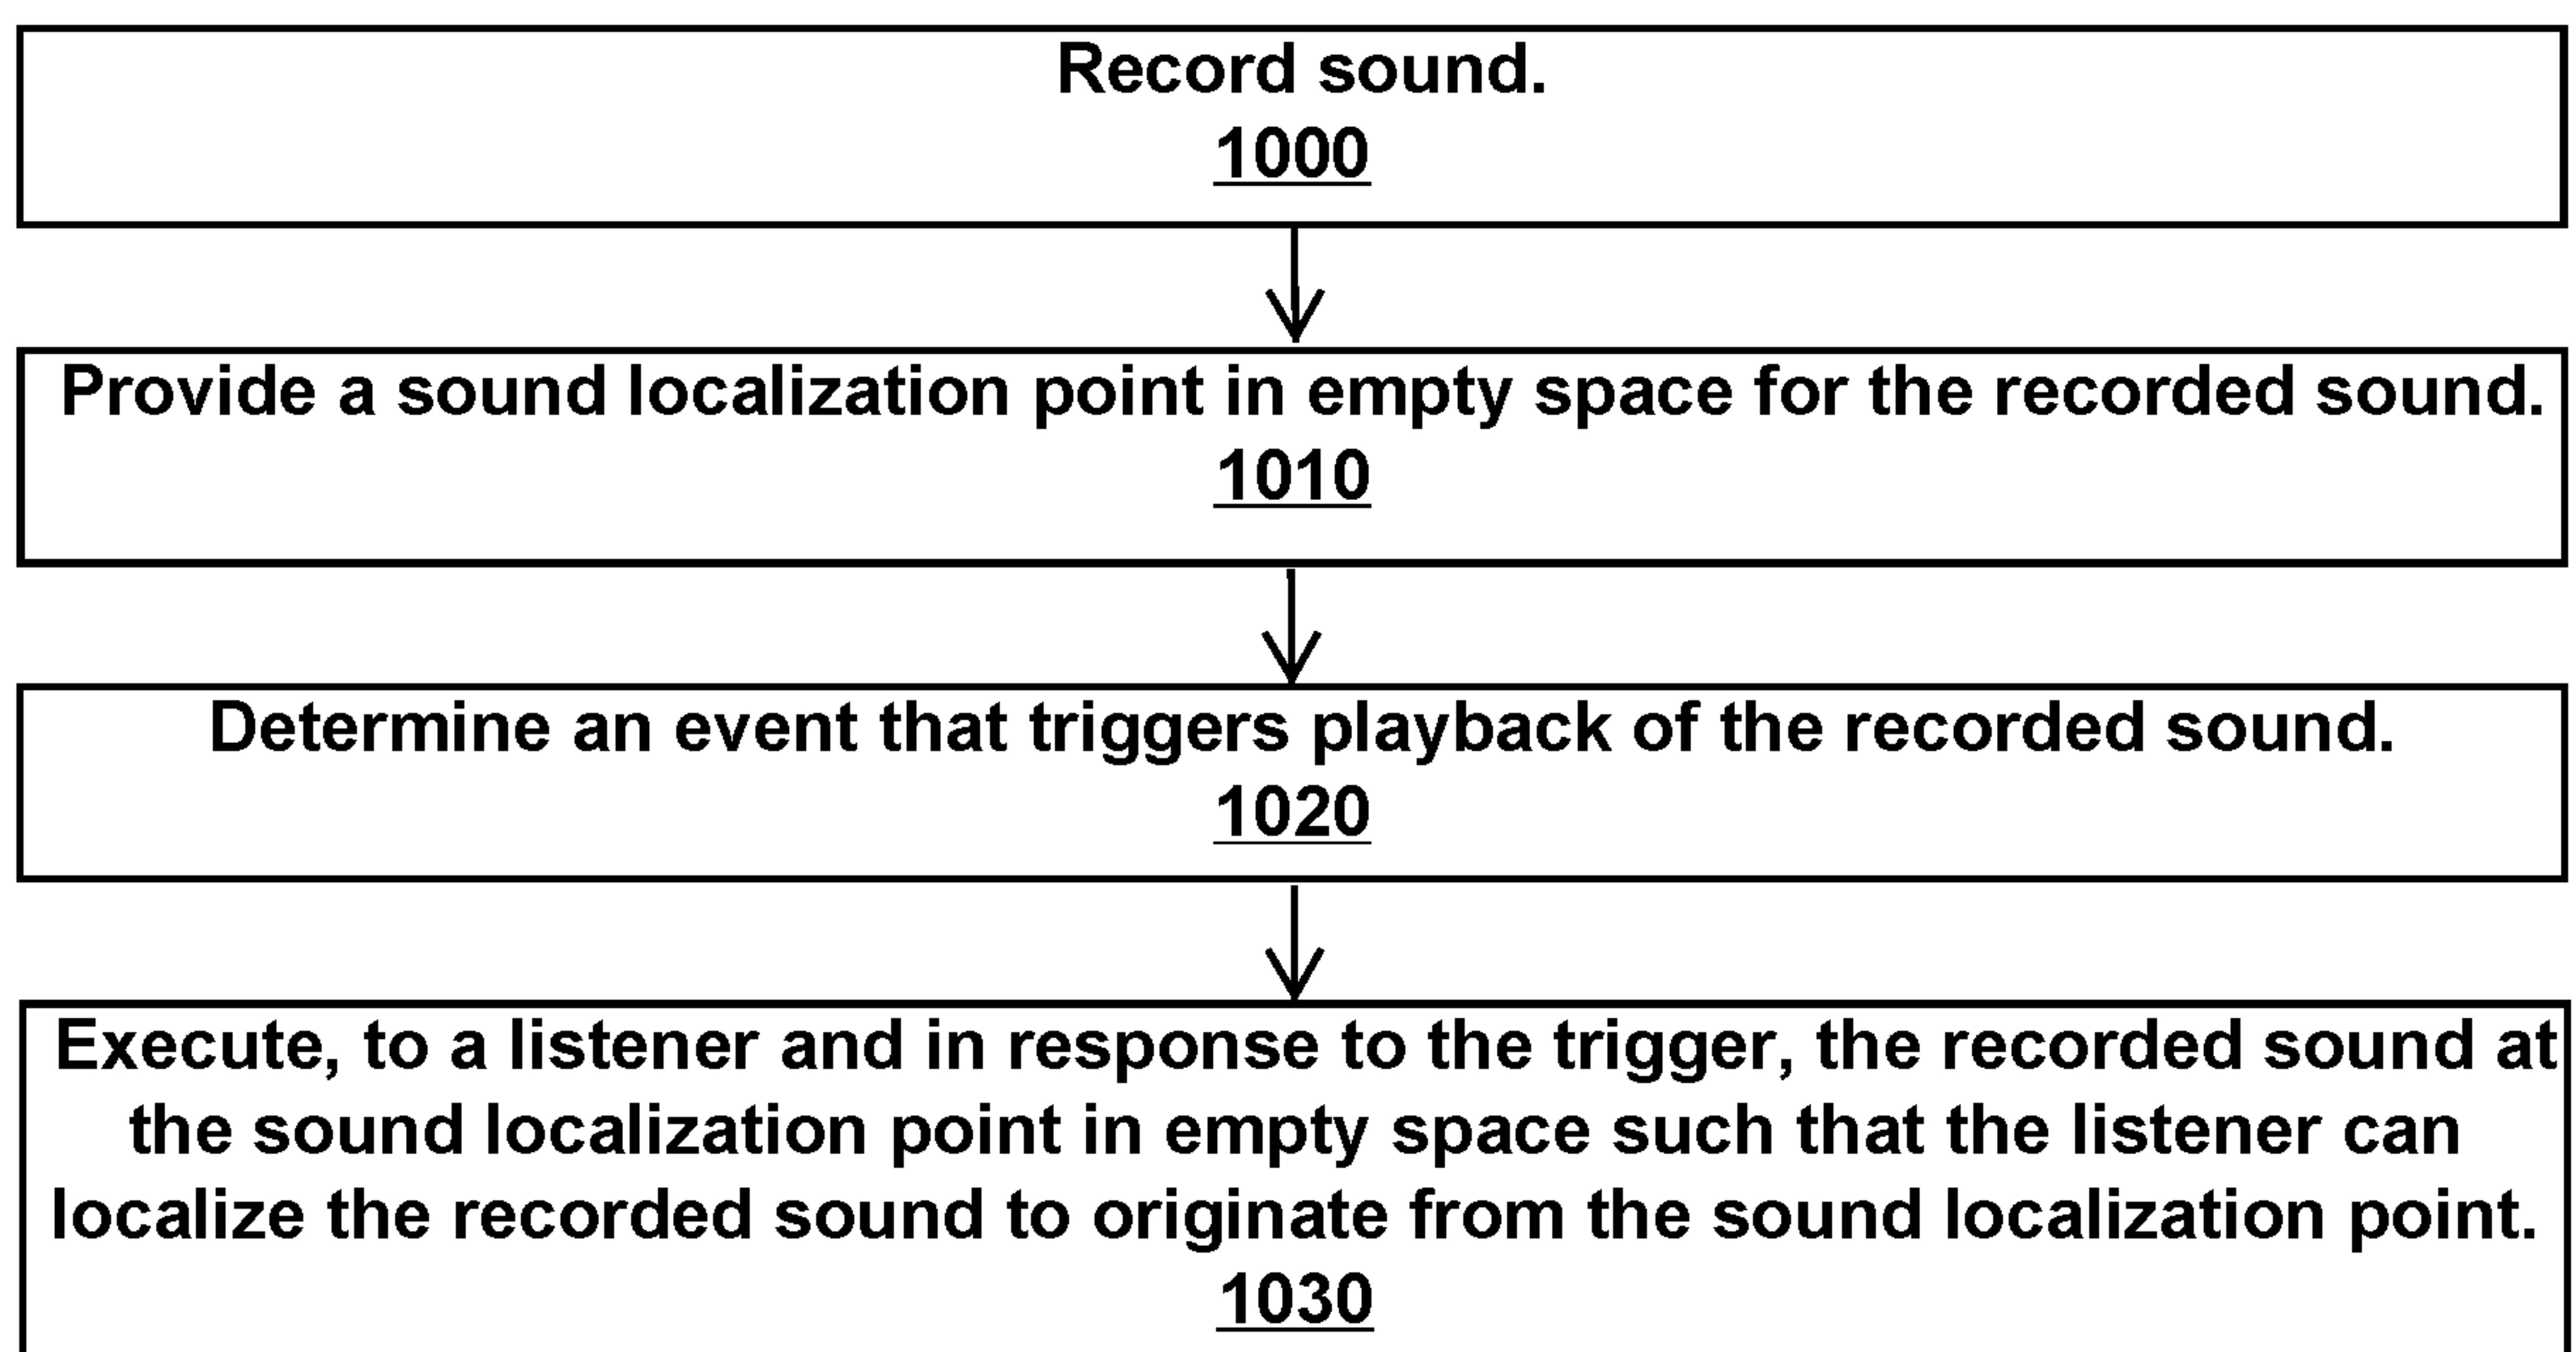 Record sound.
1000
Provide a sound localization point in empty space for the recorded sound.
1010
Determine an event that triggers playback of the recorded sound.
1020
Execute, to a listener and in response to the trigger, the recorded sound at
the sound localization point in empty space such that the listener can
localize the recorded sound to originate from the sound localization point.
1030